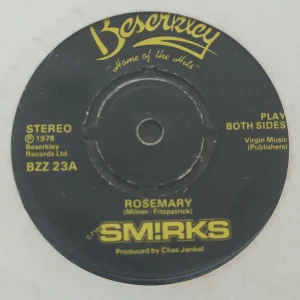 Beserkley
"Home of the Hits"
STEREO
℗ 1978
Beserkley
Records Ltd.
BZZ 23A
PLAY
BOTH SIDES
Virgin Music
(Publishers)
ROSEMARY
(Milner/Fitzpatrick)
THE SM!RKS
Produced by Chas Jankel